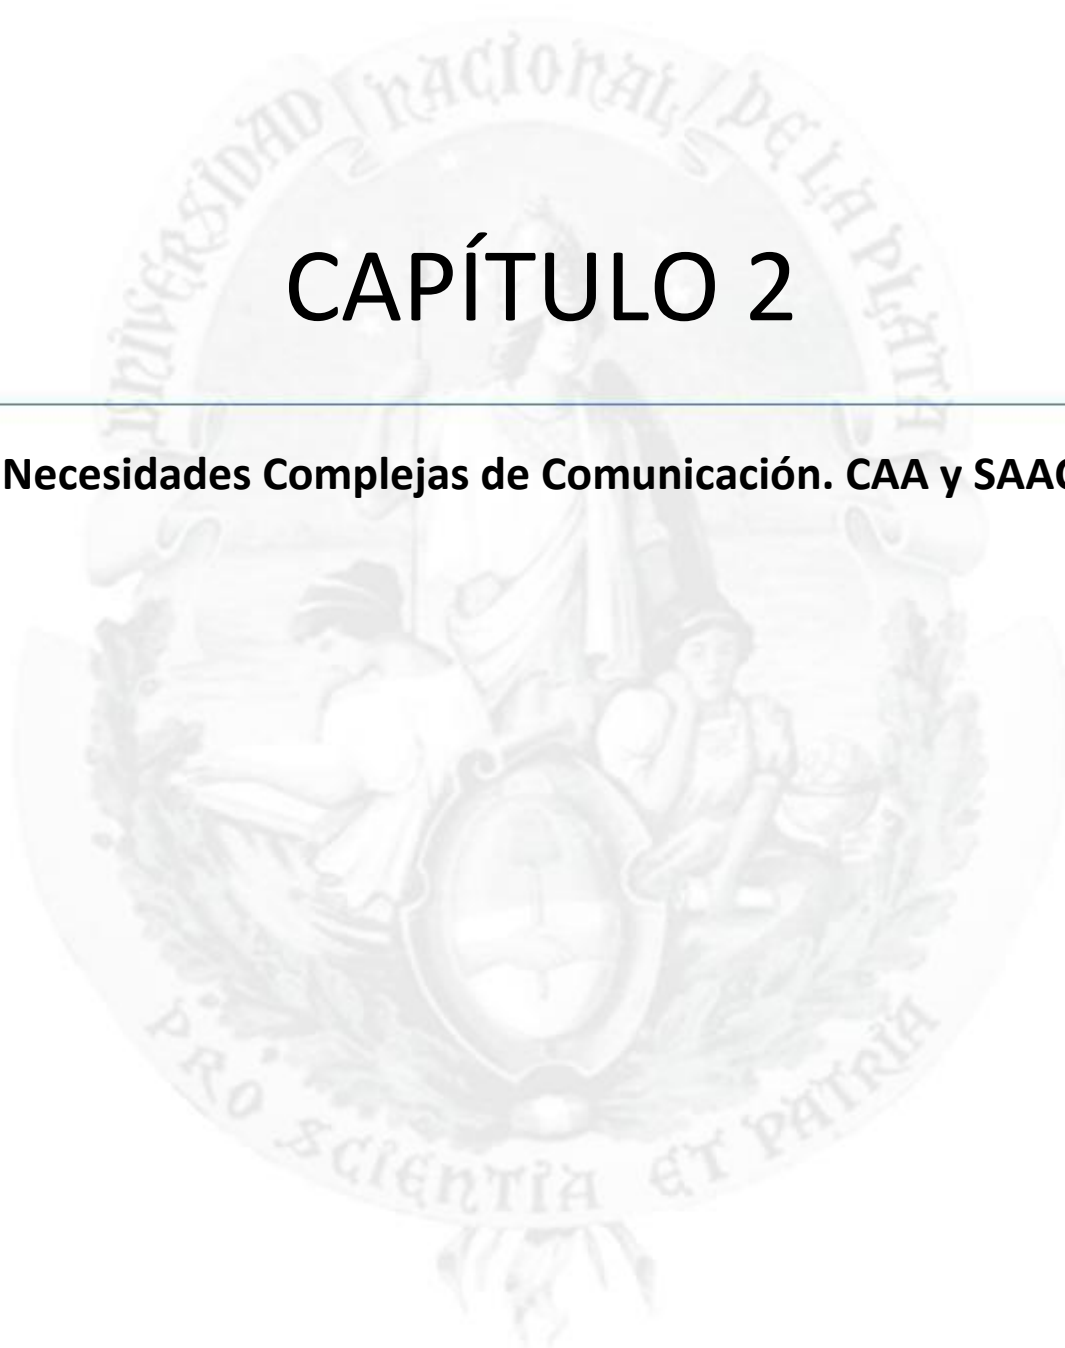 UNIVERSIDAD NACIONAL DE LA PLATA
CAPÍTULO 2
Necesidades Complejas de Comunicación. CAA y SAAC
PRO SCIENTIA ET PATRIA